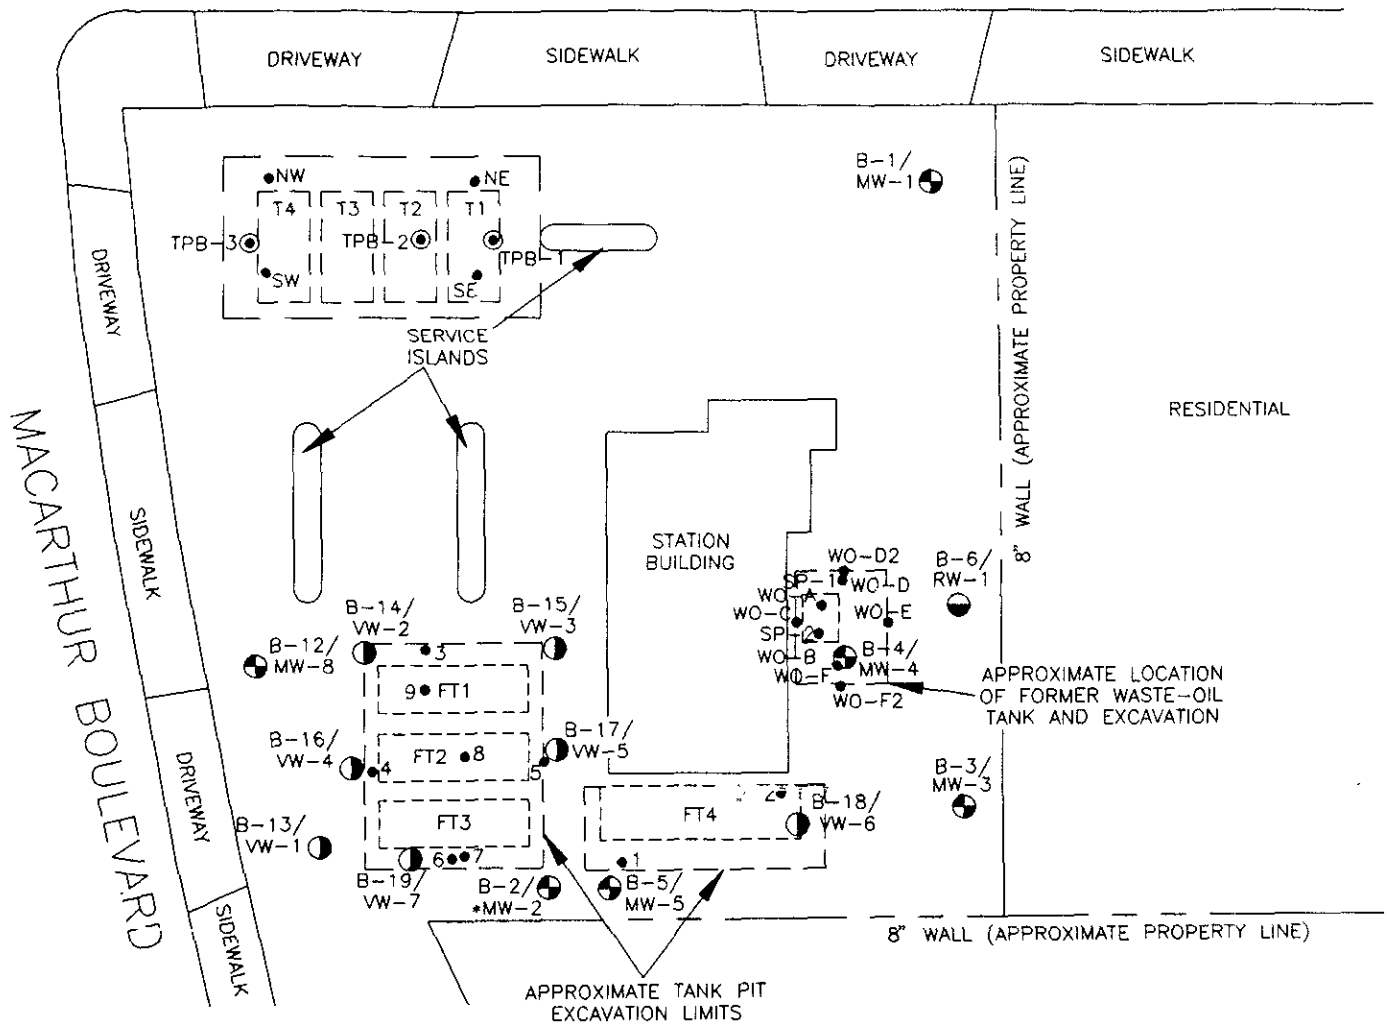 DRIVEWAY
SIDEWALK
DRIVEWAY
SIDEWALK
B-1/
MW-1
NW
NE
T4
T3
T2
T1
TPB-3
TPB-2
TPB-1
SW
SE
SERVICE
ISLANDS
DRIVEWAY
SIDEWALK
DRIVEWAY
SIDEWALK
MACARTHUR BOULEVARD
8" WALL (APPROXIMATE PROPERTY LINE)
RESIDENTIAL
STATION
BUILDING
WO-D2
SP-1
WO-D
WO-A
WO-C
WO-E
SP-2
WO-B
WO-F
WO-F2
B-4/
MW-4
B-6/
RW-1
APPROXIMATE LOCATION
OF FORMER WASTE-OIL
TANK AND EXCAVATION
B-14/
VW-2
B-15/
VW-3
B-12/
MW-8
3
9
FT1
B-16/
VW-4
4
FT2
8
5
B-17/
VW-5
B-13/
VW-1
FT3
6
7
B-19/
VW-7
B-2/
*MW-2
2
FT4
1
B-18/
VW-6
B-3/
MW-3
B-5/
MW-5
8" WALL (APPROXIMATE PROPERTY LINE)
APPROXIMATE TANK PIT
EXCAVATION LIMITS